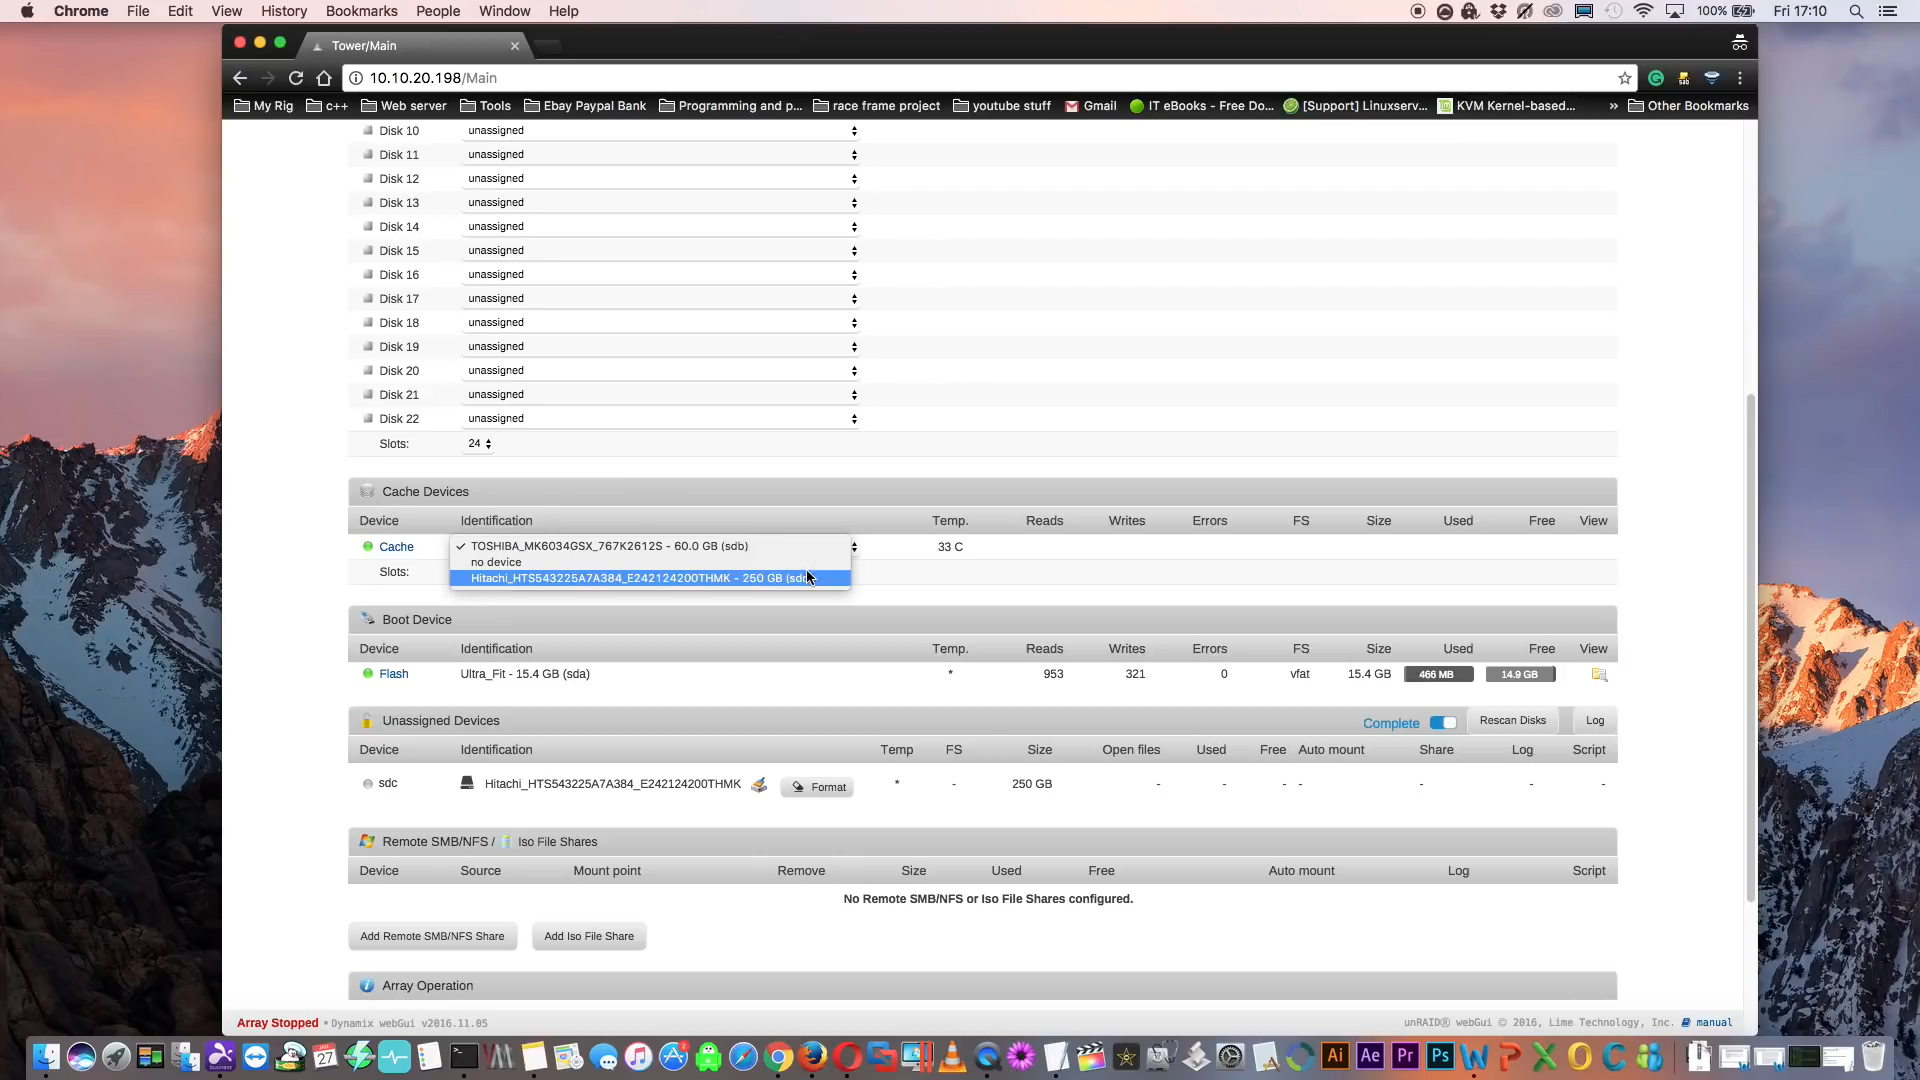 Chrome File Edit View History Bookmarks People Window Help 100% Fri 17:10
Tower/Main
10.10.20.198/Main
My Rig c++ Web server Tools Ebay Paypal Bank Programming and p... race frame project youtube stuff Gmail IT eBooks - Free Do... [Support] Linuxserv... KVM Kernel-based... » Other Bookmarks
Disk 10 unassigned
Disk 11 unassigned
Disk 12 unassigned
Disk 13 unassigned
Disk 14 unassigned
Disk 15 unassigned
Disk 16 unassigned
Disk 17 unassigned
Disk 18 unassigned
Disk 19 unassigned
Disk 20 unassigned
Disk 21 unassigned
Disk 22 unassigned
Slots: 24
Cache Devices
Device Identification Temp. Reads Writes Errors FS Size Used Free View
Cache ✓ TOSHIBA_MK6034GSX_767K2612S - 60.0 GB (sdb) 33 C
no device
Slots:
Hitachi_HTS543225A7A384_E242124200THMK - 250 GB
Boot Device
Device Identification Temp. Reads Writes Errors FS Size Used Free View
Flash Ultra_Fit - 15.4 GB (sda) * 953 321 0 vfat 15.4 GB 466 MB 14.9 GB
Unassigned Devices Complete Rescan Disks Log
Device Identification Temp FS Size Open files Used Free Auto mount Share Log Script
sdc Hitachi_HTS543225A7A384_E242124200THMK Format * - 250 GB - - - - - - -
Remote SMB/NFS / Iso File Shares
Device Source Mount point Remove Size Used Free Auto mount Log Script
No Remote SMB/NFS or Iso File Shares configured.
Add Remote SMB/NFS Share Add Iso File Share
Array Operation
Array Stopped • Dynamix webGui v2016.11.05 unRAID® webGui © 2016, Lime Technology, Inc. manual
27 2 Ai Ae Pr Ps